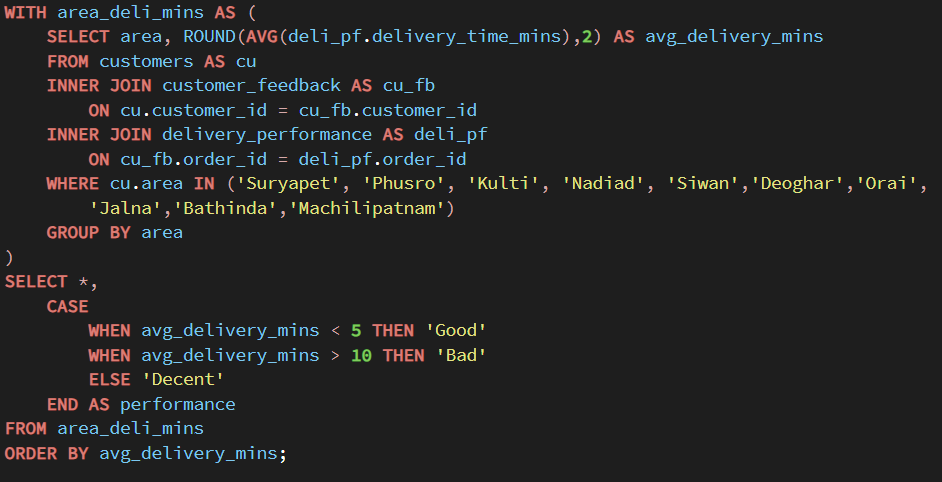 WITH area_deli_mins AS (
    SELECT area, ROUND(AVG(deli_pf.delivery_time_mins),2) AS avg_delivery_mins
    FROM customers AS cu
    INNER JOIN customer_feedback AS cu_fb
        ON cu.customer_id = cu_fb.customer_id
    INNER JOIN delivery_performance AS deli_pf
        ON cu_fb.order_id = deli_pf.order_id
    WHERE cu.area IN ('Suryapet', 'Phusro', 'Kulti', 'Nadiad', 'Siwan','Deoghar','Orai',
        'Jalna','Bathinda','Machilipatnam')
    GROUP BY area
)
SELECT *,
    CASE
        WHEN avg_delivery_mins < 5 THEN 'Good'
        WHEN avg_delivery_mins > 10 THEN 'Bad'
        ELSE 'Decent'
    END AS performance
FROM area_deli_mins
ORDER BY avg_delivery_mins;